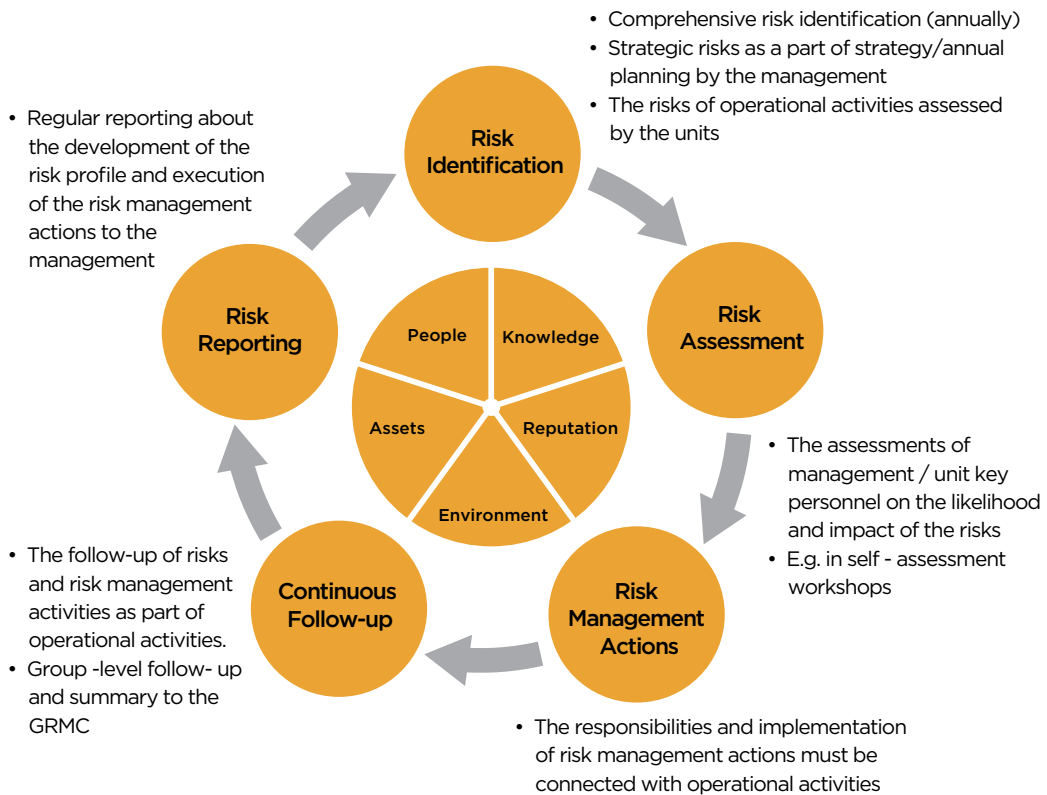 • Comprehensive risk identification (annually)
• Strategic risks as a part of strategy/annual
planning by the management
• The risks of operational activities assessed
by the units
• Regular reporting about
the development of the
risk profile and execution
of the risk management
actions to the
management
Risk
Identification
Risk
Reporting
Risk
Assessment
People
Knowledge
Assets
Reputation
Environment
• The assessments of
management / unit key
personnel on the likelihood
and impact of the risks
• E.g. in self - assessment
workshops
• The follow-up of risks
and risk management
activities as part of
operational activities.
• Group -level follow- up
and summary to the
GRMC
Continuous
Follow-up
Risk
Management
Actions
• The responsibilities and implementation
of risk management actions must be
connected with operational activities